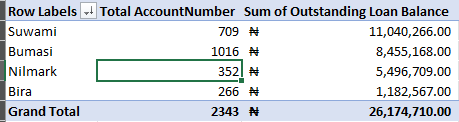 Row Labels Total AccountNumber Sum of Outstanding Loan Balance
Suwami 709 ₦ 11,040,266.00
Bumasi 1016 ₦ 8,455,168.00
Nilmark 352 ₦ 5,496,709.00
Bira 266 ₦ 1,182,567.00
Grand Total 2343 ₦ 26,174,710.00